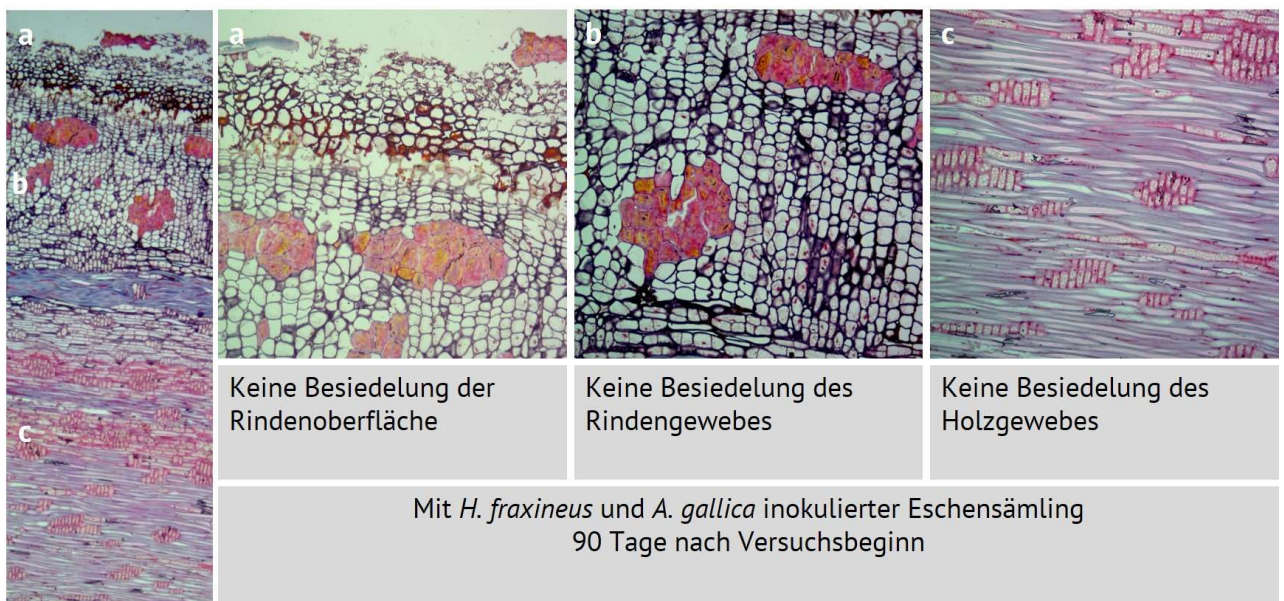 a
b
c
a
b
c
Keine Besiedelung der
Rindenoberfläche
Keine Besiedelung des
Rindengewebes
Keine Besiedelung des
Holzgewebes
Mit H. fraxineus und A. gallica inokulierter Eschensämling
90 Tage nach Versuchsbeginn